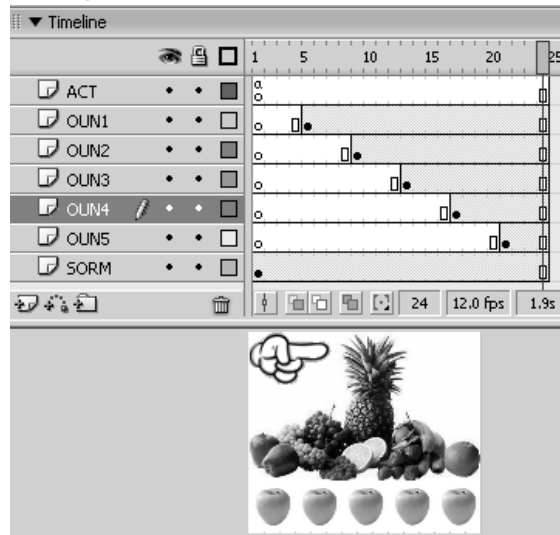 ▼ Timeline
1 5 10 15 20 25
ACT
a
OUN1
OUN2
OUN3
OUN4
OUN5
SORM
24 12.0 fps 1.9s